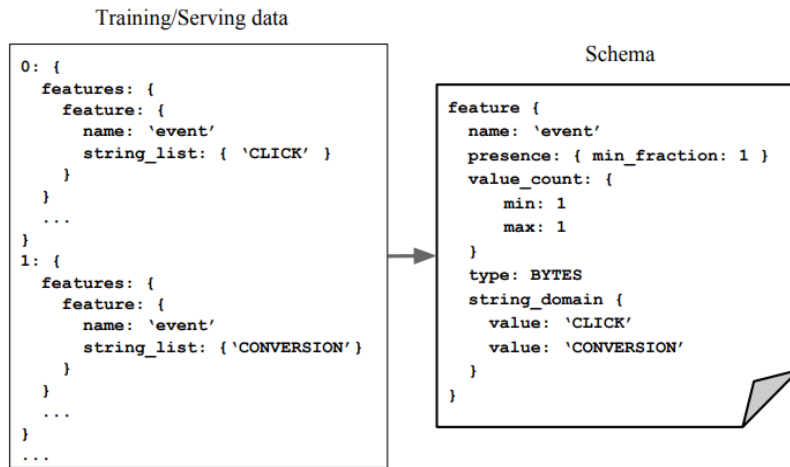 Training/Serving data
0: {
features: {
feature: {
name: ‘event’
string_list: { ‘CLICK’ }
}
}
...
}
1: {
features: {
feature: {
name: ‘event’
string_list: {‘CONVERSION’}
}
}
...
}
...
Schema
feature {
name: ‘event’
presence: { min_fraction: 1 }
value_count: {
min: 1
max: 1
}
type: BYTES
string_domain {
value: ‘CLICK’
value: ‘CONVERSION’
}
}